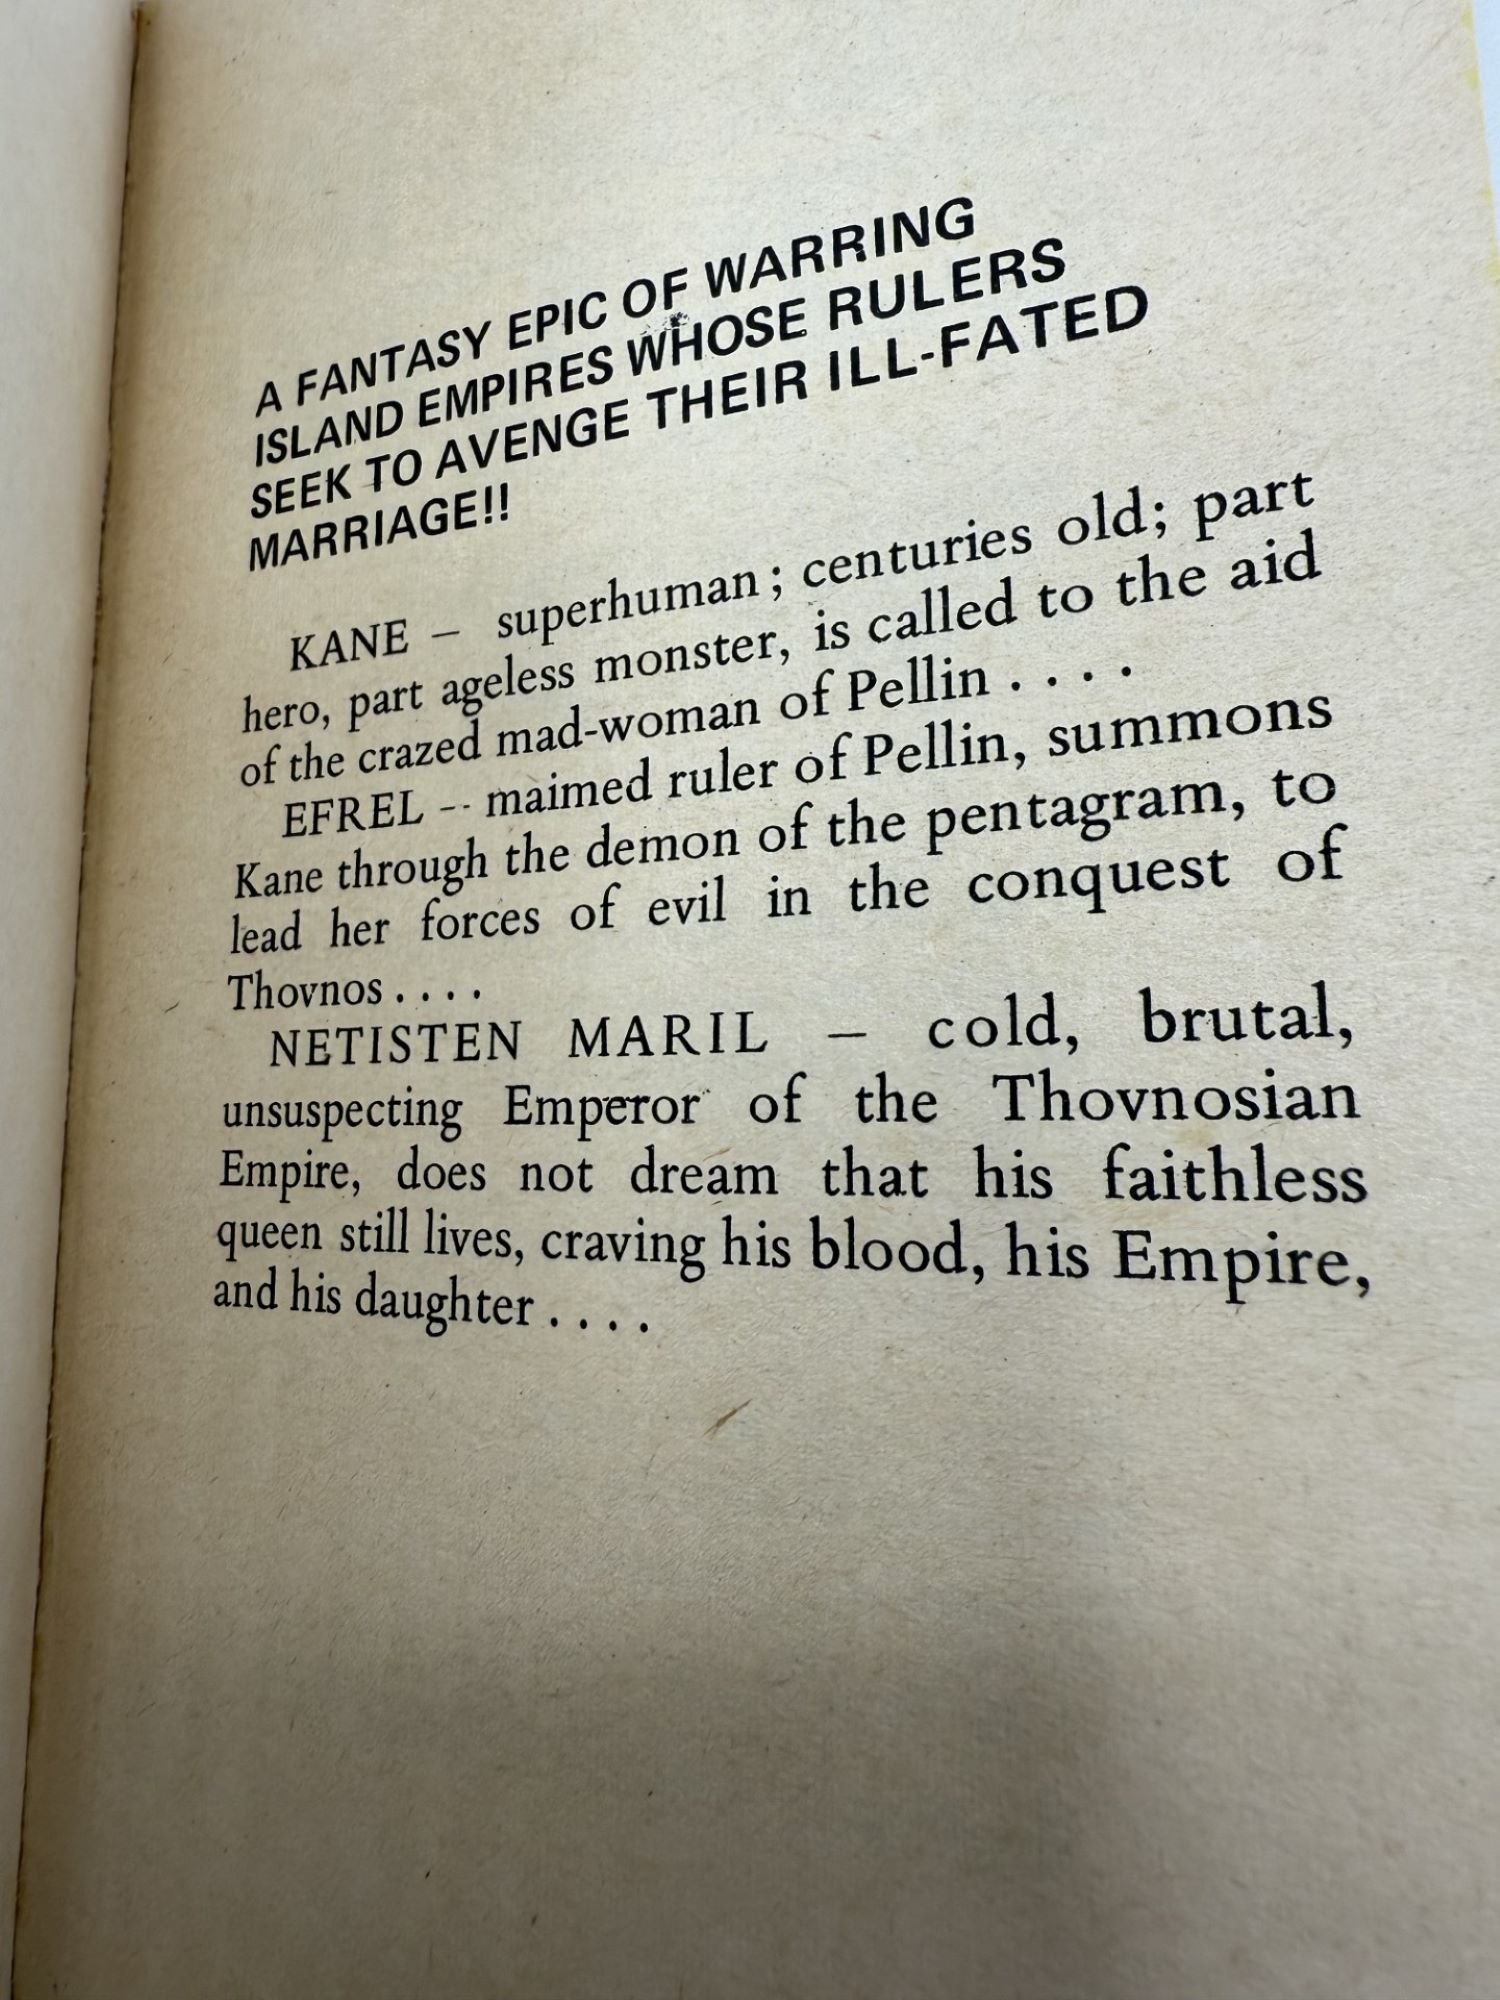 A FANTASY EPIC OF WARRING
ISLAND EMPIRES WHOSE RULERS
SEEK TO AVENGE THEIR ILL-FATED
MARRIAGE!!
KANE – superhuman; centuries old; part
hero, part ageless monster, is called to the aid
of the crazed mad-woman of Pellin . . . .
EFREL -- maimed ruler of Pellin, summons
Kane through the demon of the pentagram, to
lead her forces of evil in the conquest of
Thovnos . . . .
NETISTEN MARIL – cold, brutal,
unsuspecting Emperor of the Thovnosian
Empire, does not dream that his faithless
queen still lives, craving his blood, his Empire,
and his daughter . . . .